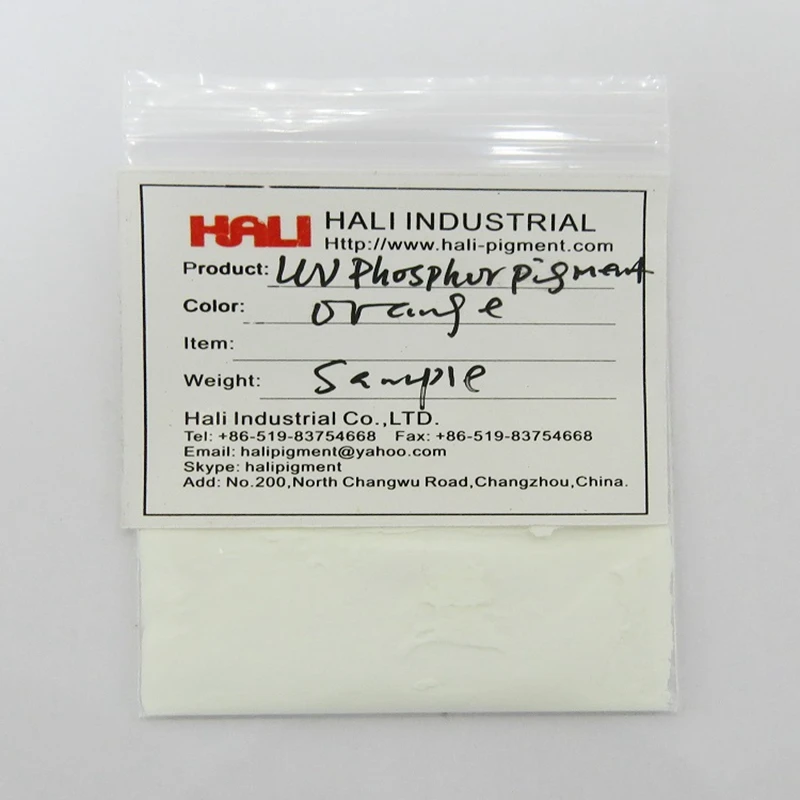 HALI HALI INDUSTRIAL
Http://www.hali-pigment.com
Product: UV Phosphor pigment
Color: orange
Item:
Weight: Sample
Hali Industrial Co.,LTD.
Tel: +86-519-83754668 Fax: +86-519-83754668
Email: halipigment@yahoo.com
Skype: halipigment
Add: No.200,North Changwu Road,Changzhou,China.